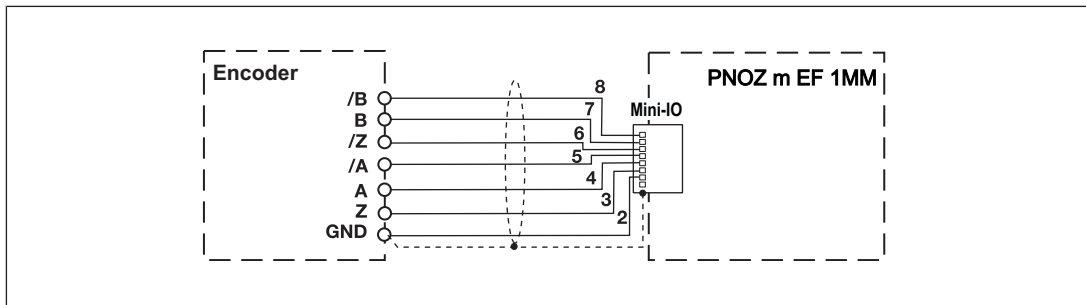 Encoder
PNOZ m EF 1MM
Mini-IO
/B
8
B
7
/Z
6
/A
5
A
4
Z
3
GND
2